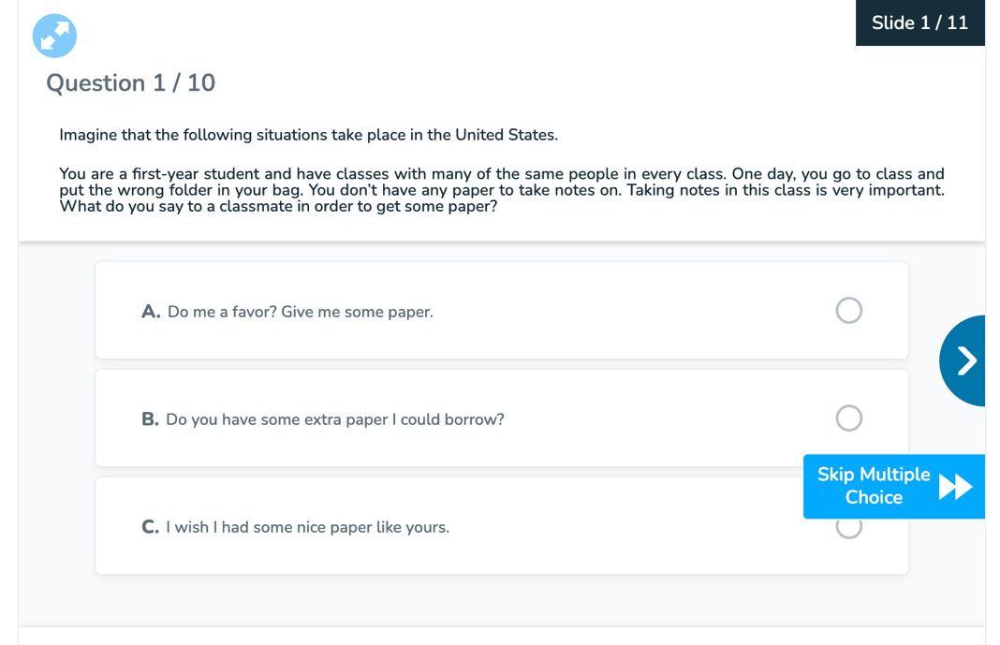 Slide 1 / 11
Question 1 / 10
Imagine that the following situations take place in the United States.
You are a first-year student and have classes with many of the same people in every class. One day, you go to class and
put the wrong folder in your bag. You don't have any paper to take notes on. Taking notes in this class is very important.
What do you say to a classmate in order to get some paper?
A. Do me a favor? Give me some paper.
B. Do you have some extra paper I could borrow?
Skip Multiple
Choice
C. I wish I had some nice paper like yours.